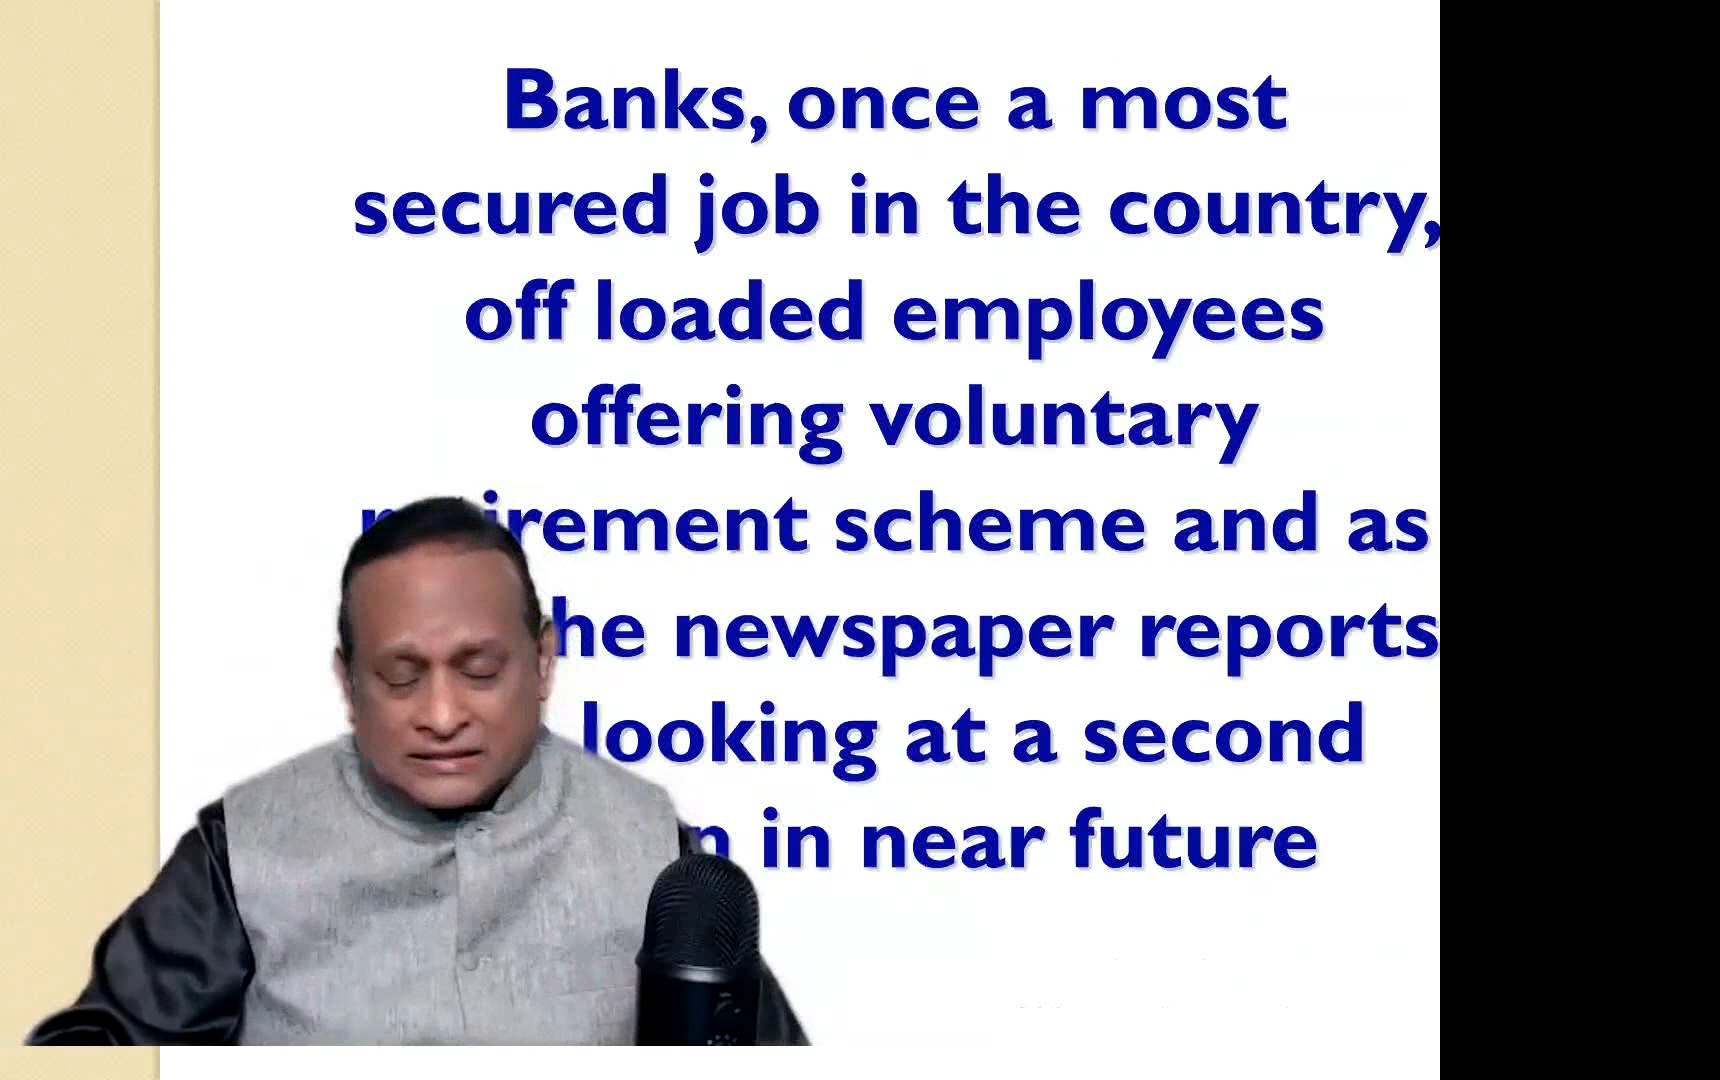 Banks, once a most
secured job in the country,
off loaded employees
offering voluntary
scheme and as
newspaper reports
looking at a second
in near future